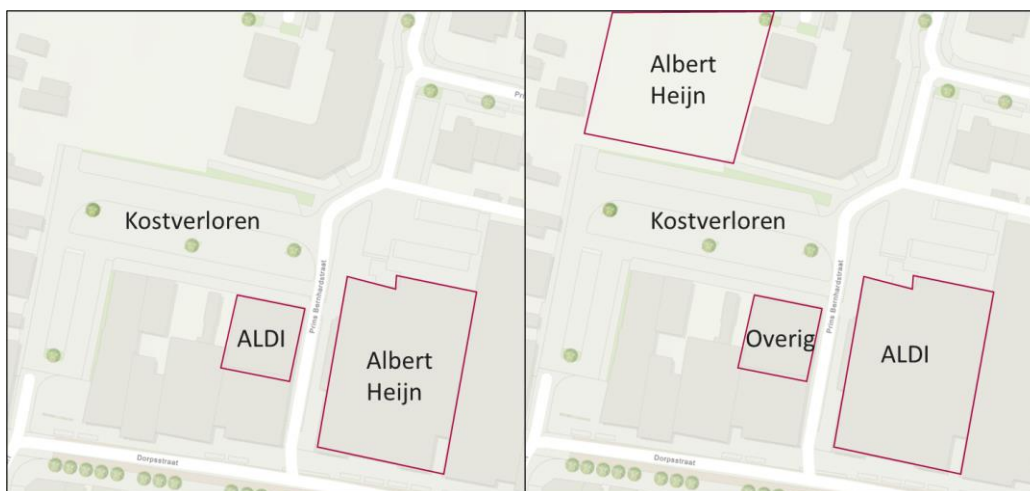 Kostverloren
Prins Bernhardstraat
ALDI
Albert
Heijn
Dorpsstraat
Albert
Heijn
Kostverloren
Prins Bernhardstraat
Overig
ALDI
Dorpsstraat